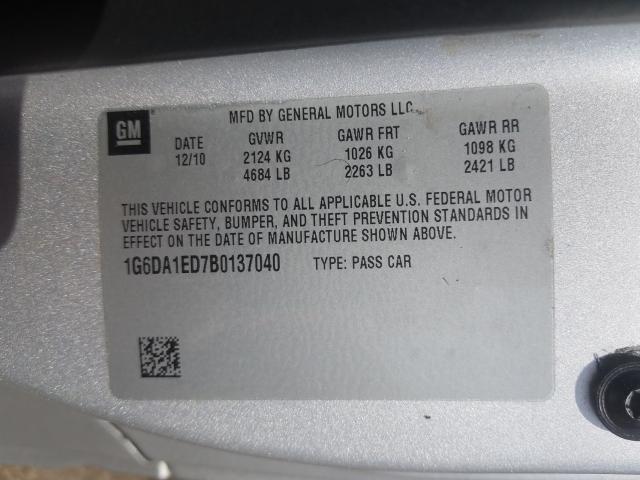 MFD BY GENERAL MOTORS LLC
GM
DATE GVWR GAWR FRT GAWR RR
12/10 2124 KG 1026 KG 1098 KG
4684 LB 2263 LB 2421 LB
THIS VEHICLE CONFORMS TO ALL APPLICABLE U.S. FEDERAL MOTOR
VEHICLE SAFETY, BUMPER, AND THEFT PREVENTION STANDARDS IN
EFFECT ON THE DATE OF MANUFACTURE SHOWN ABOVE.
1G6DA1ED7B0137040 TYPE: PASS CAR